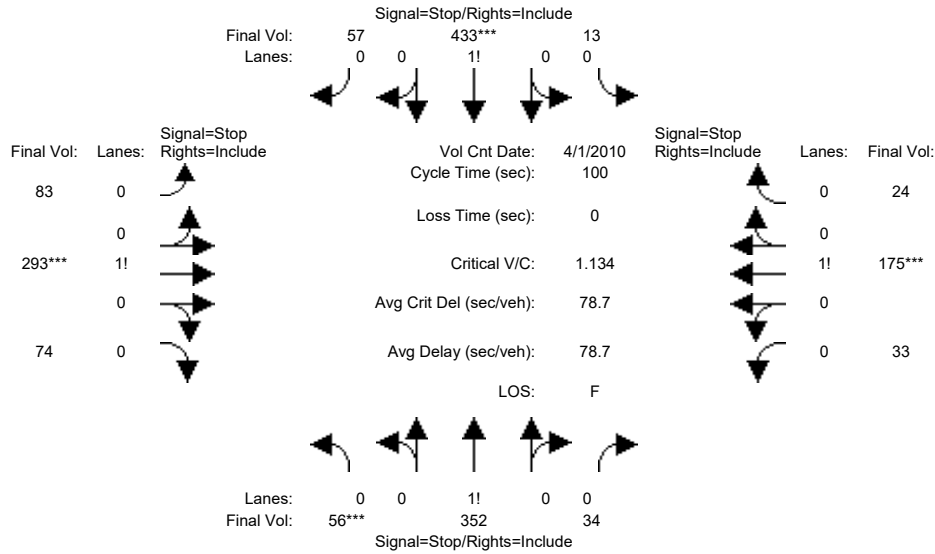 Signal=Stop/Rights=Include
Final Vol: 57 433*** 13
Lanes: 0 0 1! 0 0
Signal=Stop Signal=Stop
Final Vol: Lanes: Rights=Include Vol Cnt Date: 4/1/2010 Rights=Include Lanes: Final Vol:
Cycle Time (sec): 100
83 0 0 24
Loss Time (sec): 0
0 0
293*** 1! Critical V/C: 1.134 1! 175***
0 Avg Crit Del (sec/veh): 78.7 0
74 0 Avg Delay (sec/veh): 78.7 0 33
LOS: F
Lanes: 0 0 1! 0 0
Final Vol: 56*** 352 34
Signal=Stop/Rights=Include